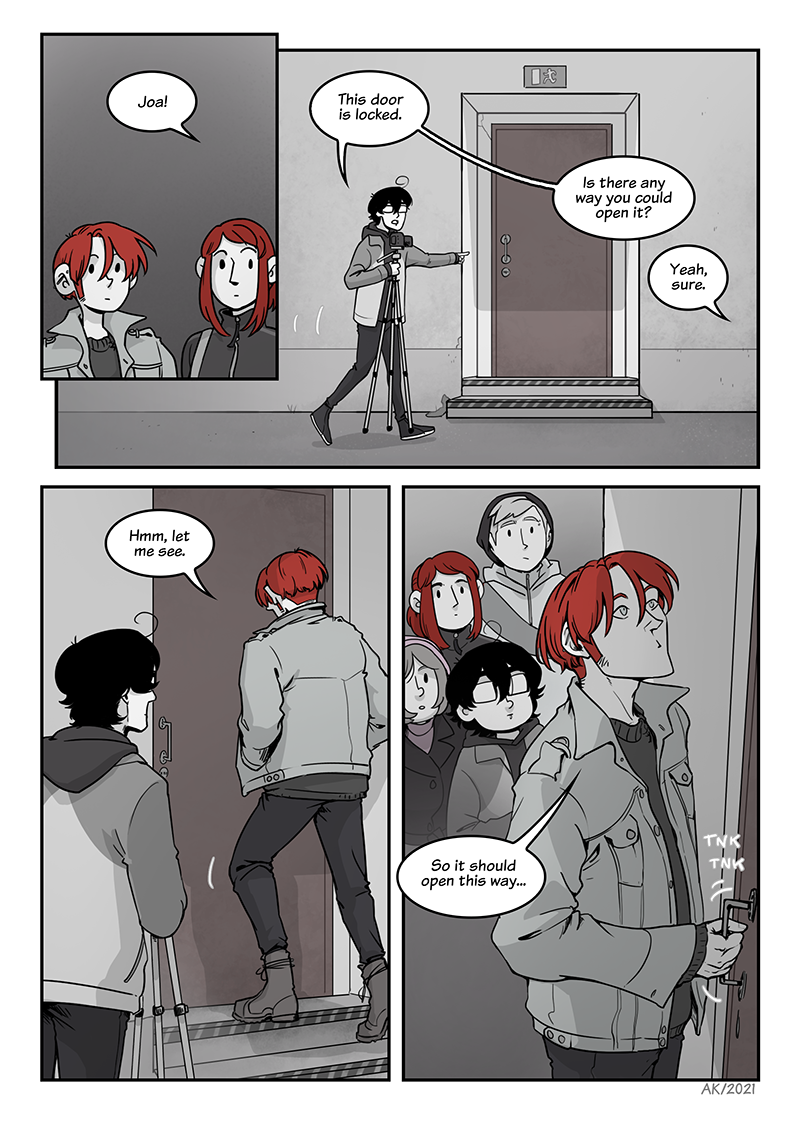 Joa!
This door
is locked.
Is there any
way you could
open it?
Yeah,
sure.
Hmm, let
me see.
So it should
open this way...
TNK
TNK
AK/2021